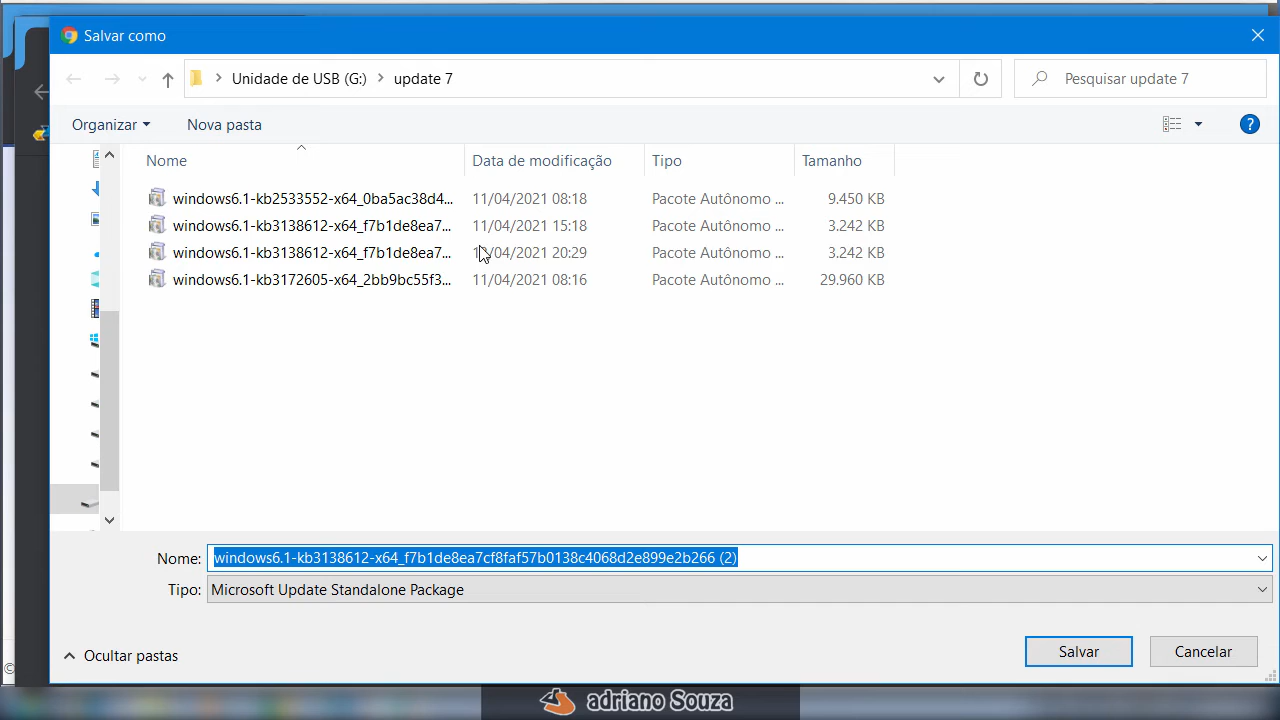 Salvar como
Unidade de USB (G:) > update 7
Pesquisar update 7
Organizar
Nova pasta
Nome Data de modificação Tipo Tamanho
windows6.1-kb2533552-x64_0ba5ac38d4... 11/04/2021 08:18 Pacote Autônomo ... 9.450 KB
windows6.1-kb3138612-x64_f7b1de8ea7... 11/04/2021 15:18 Pacote Autônomo ... 3.242 KB
windows6.1-kb3138612-x64_f7b1de8ea7... /04/2021 20:29 Pacote Autônomo ... 3.242 KB
windows6.1-kb3172605-x64_2bb9bc55f3... 11/04/2021 08:16 Pacote Autônomo ... 29.960 KB
Nome: windows6.1-kb3138612-x64_f7b1de8ea7cf8faf57b0138c4068d2e899e2b266 (2)
Tipo: Microsoft Update Standalone Package
Ocultar pastas
Salvar
Cancelar
©
adriano Souza